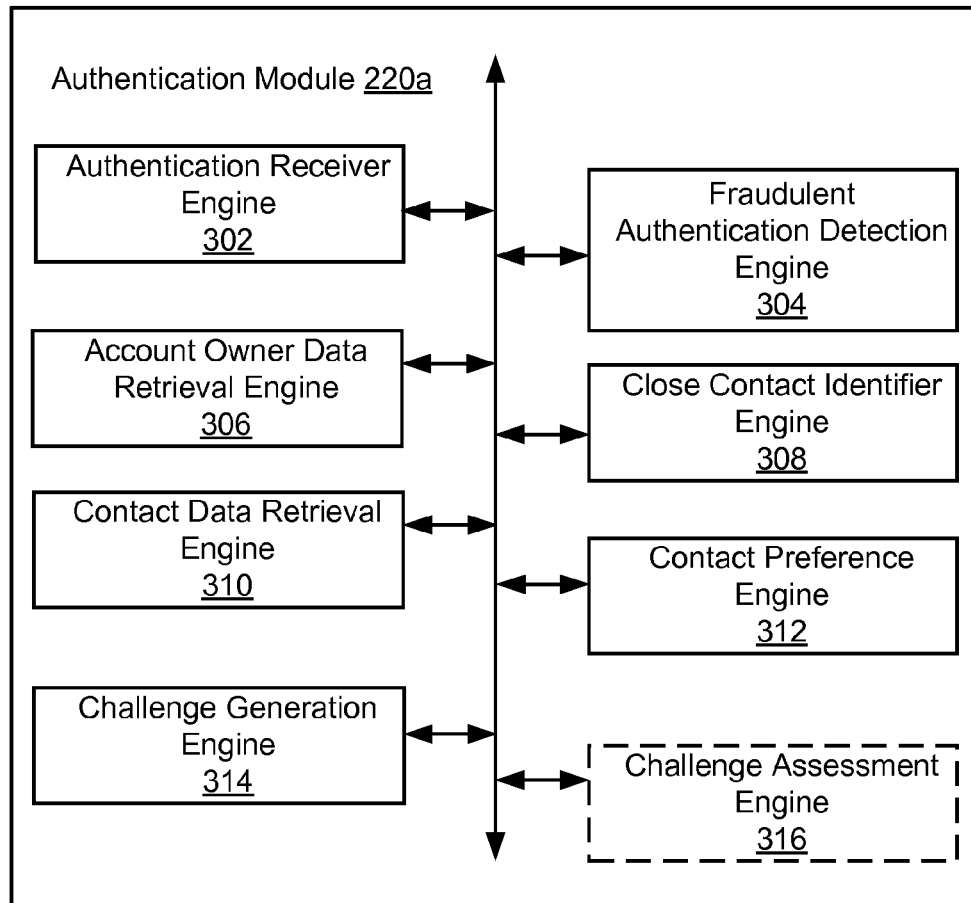 Authentication Module 220a
Authentication Receiver
Engine
302
Fraudulent
Authentication Detection
Engine
304
Account Owner Data
Retrieval Engine
306
Close Contact Identifier
Engine
308
Contact Data Retrieval
Engine
310
Contact Preference
Engine
312
Challenge Generation
Engine
314
Challenge Assessment
Engine
316